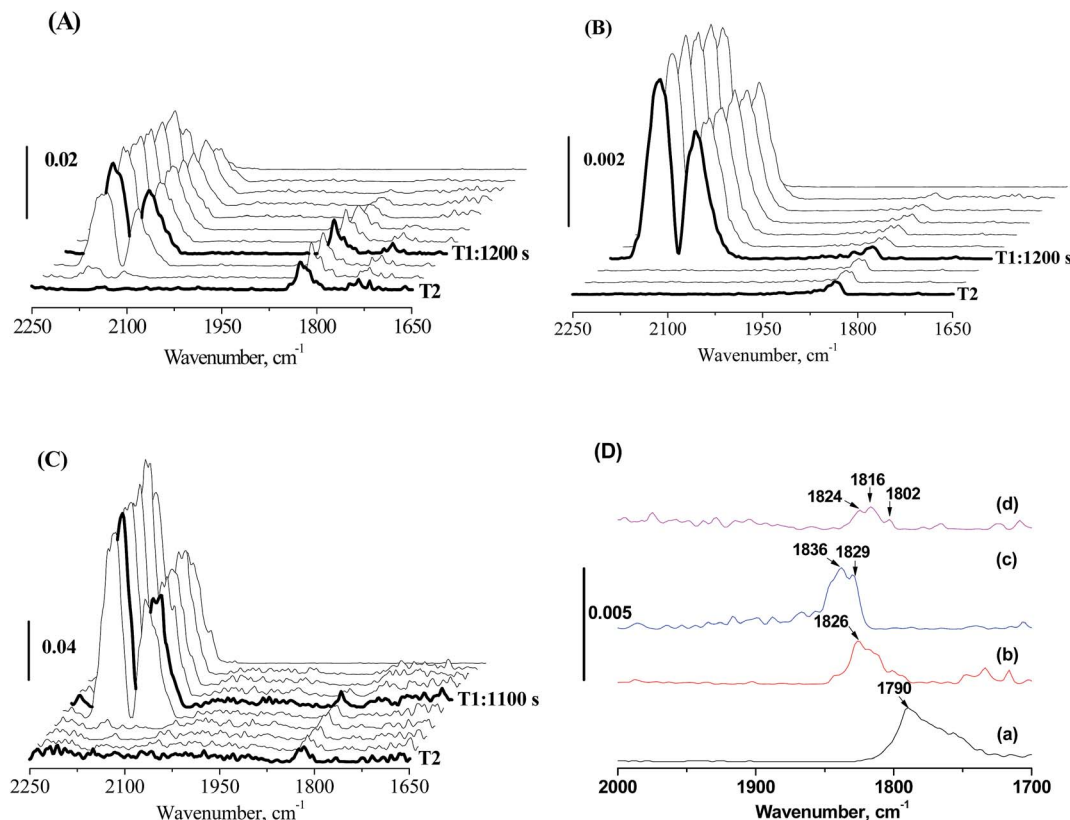 (A)
0.02
T1:1200 s
T2
2250 2100 1950 1800 1650
Wavenumber, cm-1
(B)
0.002
T1:1200 s
T2
2250 2100 1950 1800 1650
Wavenumber, cm-1
(C)
0.04
T1:1100 s
T2
2250 2100 1950 1800 1650
Wavenumber, cm-1
(D)
1824 1816 1802
(d)
1836 1829
(c)
0.005
1826
(b)
1790
(a)
2000 1900 1800 1700
Wavenumber, cm-1